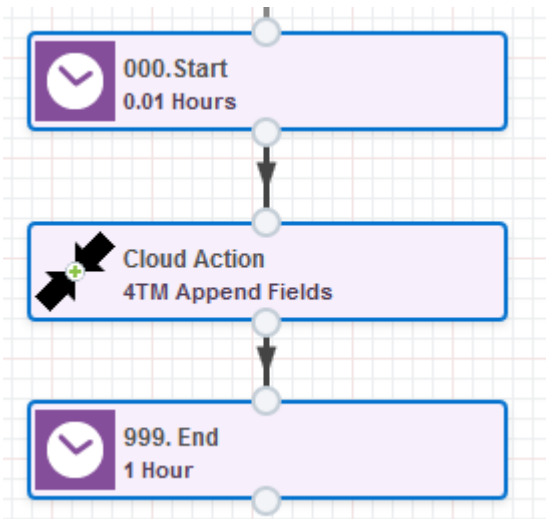 000.Start
0.01 Hours
Cloud Action
4TM Append Fields
999. End
1 Hour